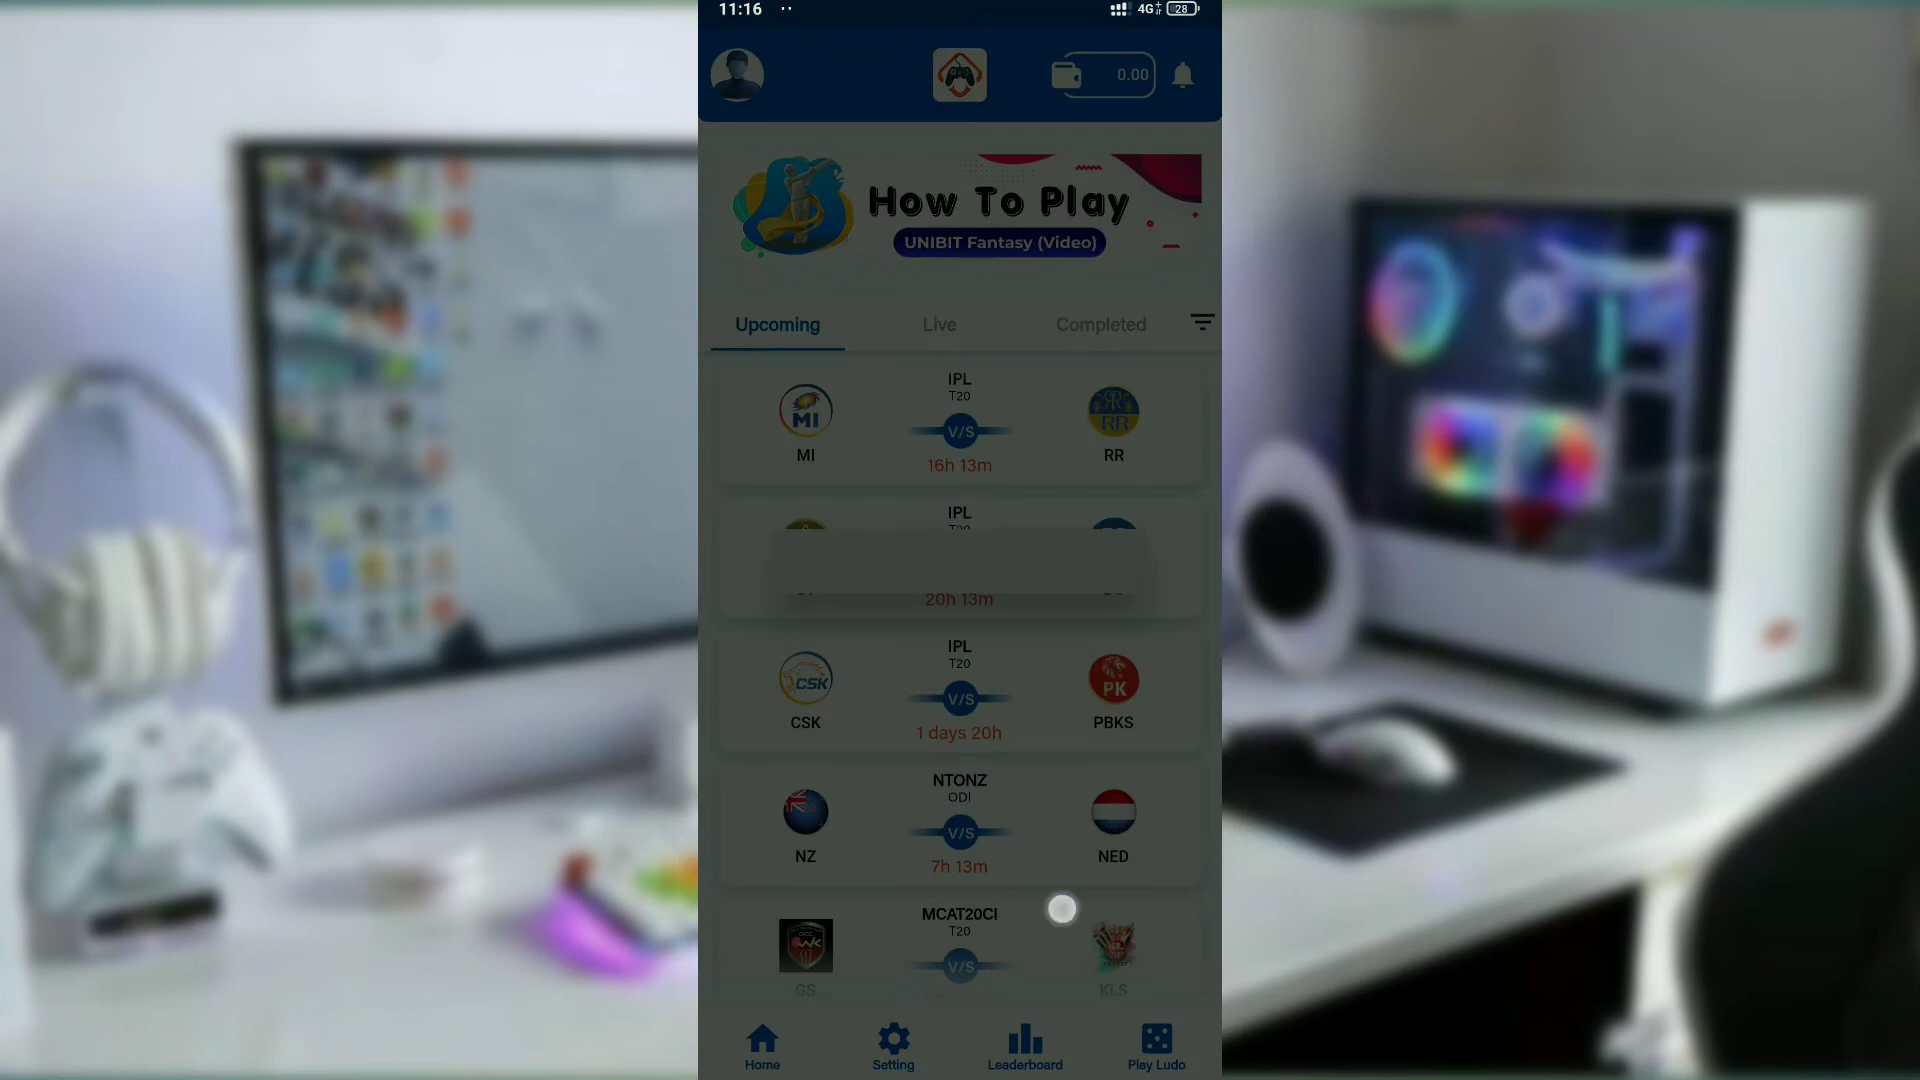 11:16
4G+ 28
0.00
How To Play
UNIBIT Fantasy (Video)
Upcoming Live Completed
IPL
T20
MI V/S RR
MI RR
16h 13m
IPL
T20
20h 13m
IPL
T20
CSK V/S PK
CSK PBKS
1 days 20h
NTONZ
ODI
V/S
NZ NED
7h 13m
MCAT20CI
T20
V/S
GS KLS
Home Setting Leaderboard Play Ludo